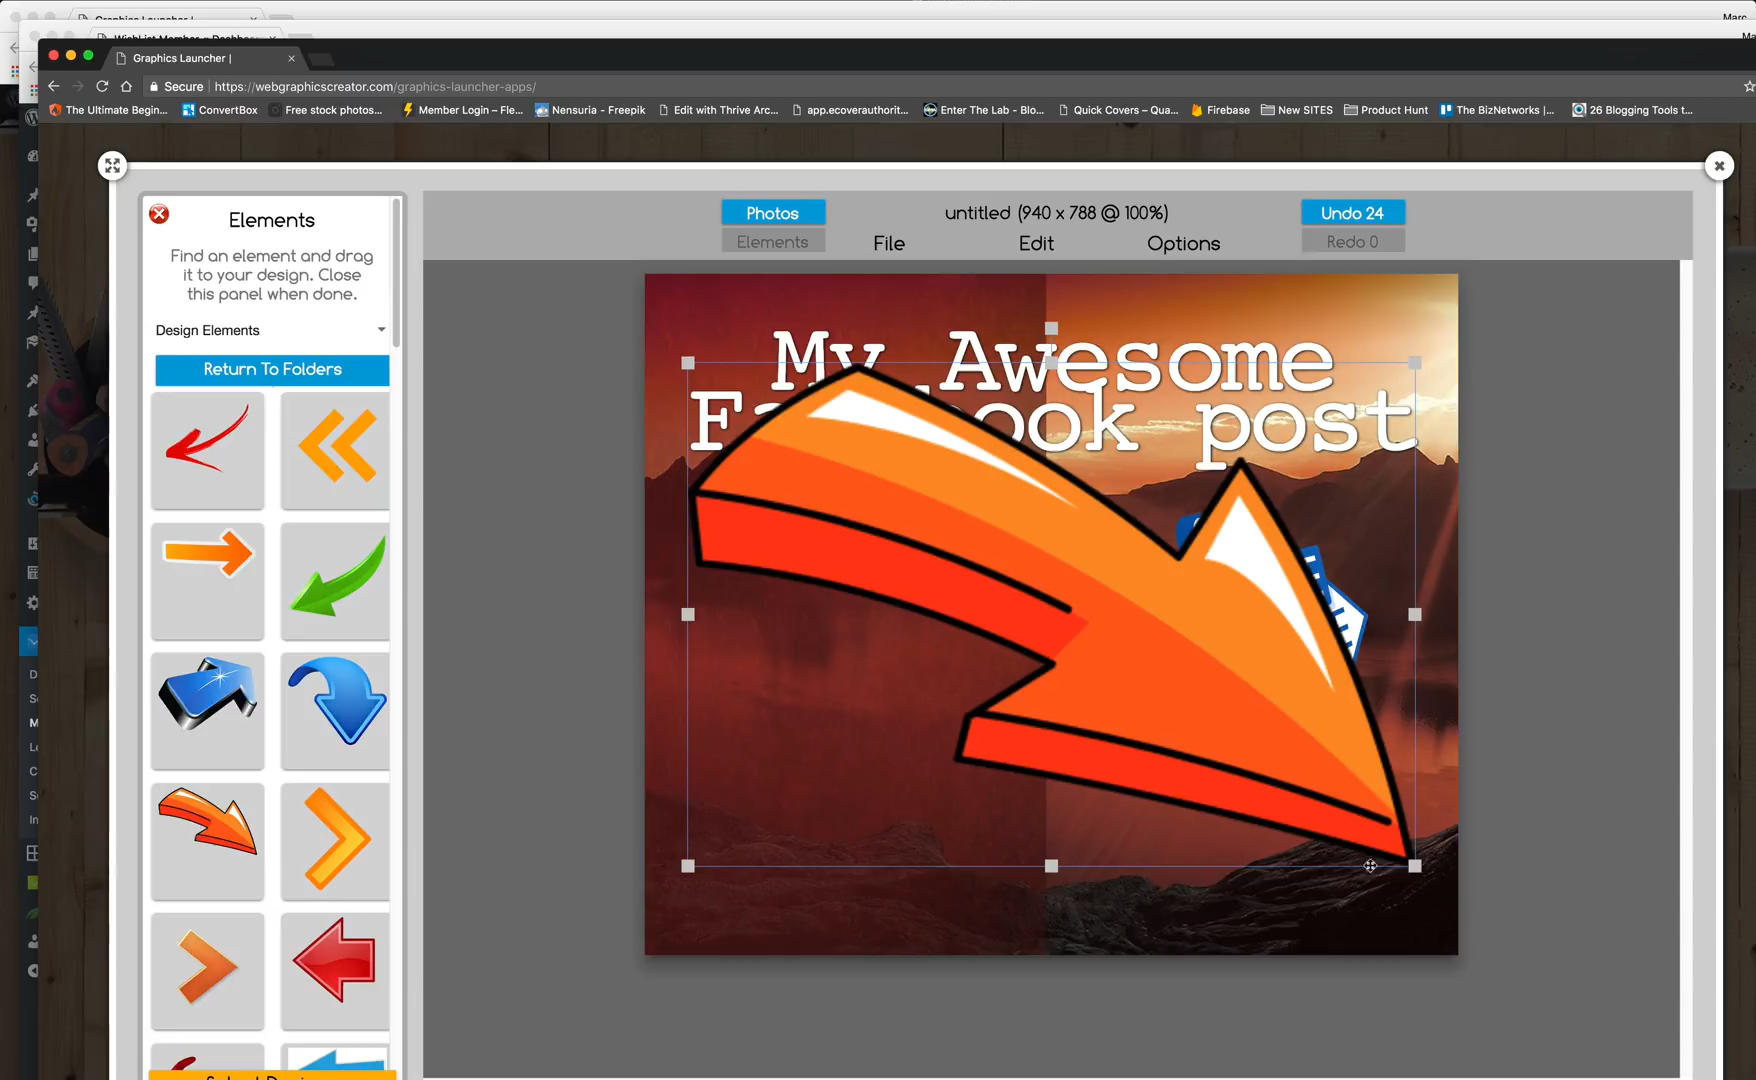 Graphics Launcher |
Marc
WishList Member – Dashbo...
Graphics Launcher |
Secure | https://webgraphicscreator.com/graphics-launcher-apps/
The Ultimate Begin... ConvertBox Free stock photos... Member Login – Fle... Nensuria - Freepik Edit with Thrive Arc... app.ecoverauthorit... Enter The Lab - Blo... Quick Covers – Qua... Firebase New SITES Product Hunt The BizNetworks |... 26 Blogging Tools t...
Elements
Find an element and drag
it to your design. Close
this panel when done.
Design Elements
Return To Folders
Photos
Elements
untitled (940 x 788 @ 100%)
File Edit Options
Undo 24
Redo 0
My Awesome
post